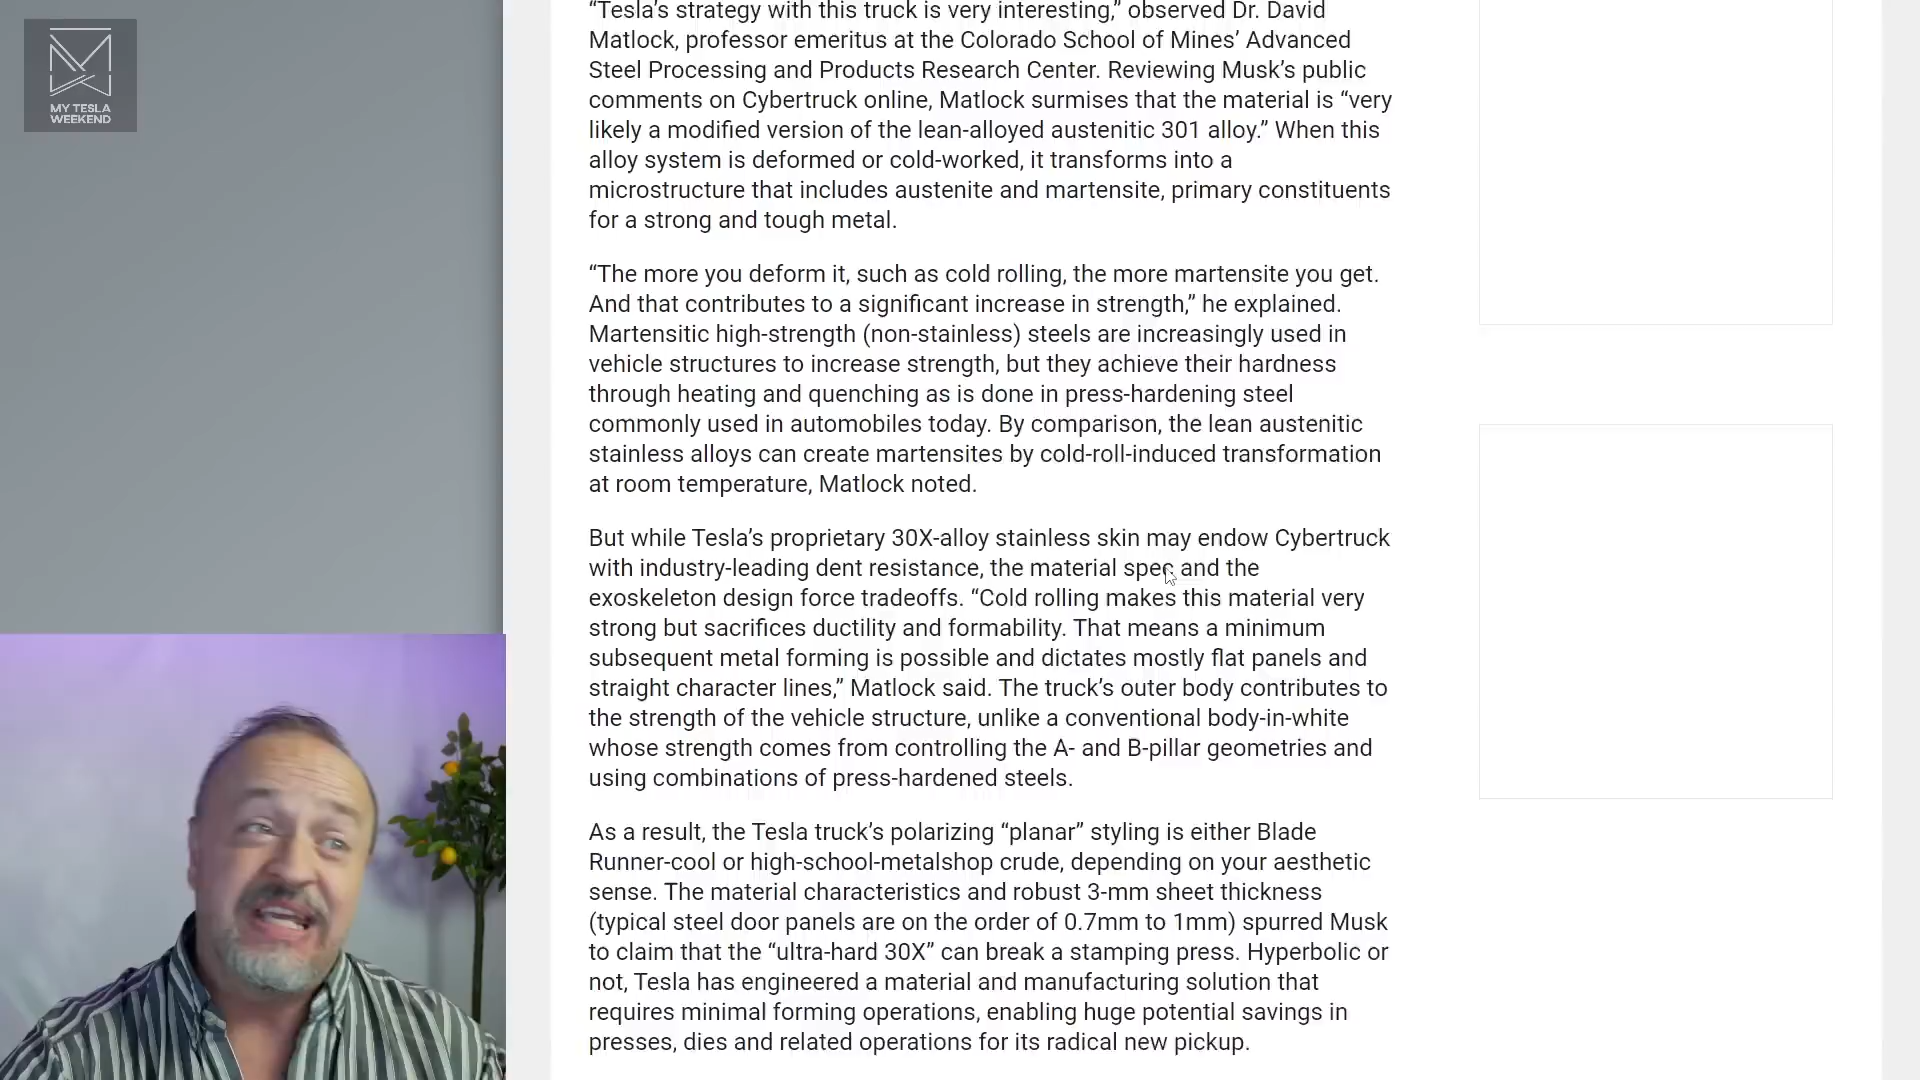 MY TESLA
WEEKEND
“Tesla’s strategy with this truck is very interesting,” observed Dr. David
Matlock, professor emeritus at the Colorado School of Mines’ Advanced
Steel Processing and Products Research Center. Reviewing Musk’s public
comments on Cybertruck online, Matlock surmises that the material is “very
likely a modified version of the lean-alloyed austenitic 301 alloy.” When this
alloy system is deformed or cold-worked, it transforms into a
microstructure that includes austenite and martensite, primary constituents
for a strong and tough metal.
“The more you deform it, such as cold rolling, the more martensite you get.
And that contributes to a significant increase in strength,” he explained.
Martensitic high-strength (non-stainless) steels are increasingly used in
vehicle structures to increase strength, but they achieve their hardness
through heating and quenching as is done in press-hardening steel
commonly used in automobiles today. By comparison, the lean austenitic
stainless alloys can create martensites by cold-roll-induced transformation
at room temperature, Matlock noted.
But while Tesla’s proprietary 30X-alloy stainless skin may endow Cybertruck
with industry-leading dent resistance, the material spec and the
exoskeleton design force tradeoffs. “Cold rolling makes this material very
strong but sacrifices ductility and formability. That means a minimum
subsequent metal forming is possible and dictates mostly flat panels and
straight character lines,” Matlock said. The truck’s outer body contributes to
the strength of the vehicle structure, unlike a conventional body-in-white
whose strength comes from controlling the A- and B-pillar geometries and
using combinations of press-hardened steels.
As a result, the Tesla truck’s polarizing “planar” styling is either Blade
Runner-cool or high-school-metalshop crude, depending on your aesthetic
sense. The material characteristics and robust 3-mm sheet thickness
(typical steel door panels are on the order of 0.7mm to 1mm) spurred Musk
to claim that the “ultra-hard 30X” can break a stamping press. Hyperbolic or
not, Tesla has engineered a material and manufacturing solution that
requires minimal forming operations, enabling huge potential savings in
presses, dies and related operations for its radical new pickup.